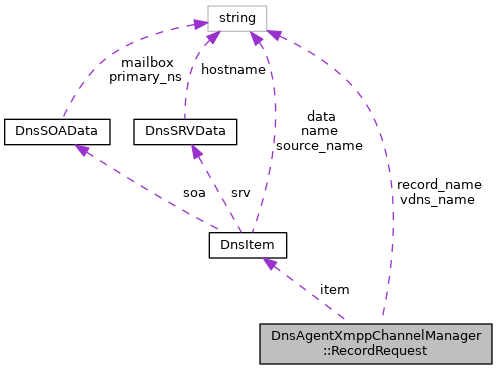 string
mailbox
primary_ns
hostname
data
name
source_name
DnsSOAData
DnsSRVData
record_name
vdns_name
soa
srv
DnsItem
item
DnsAgentXmppChannelManager
::RecordRequest